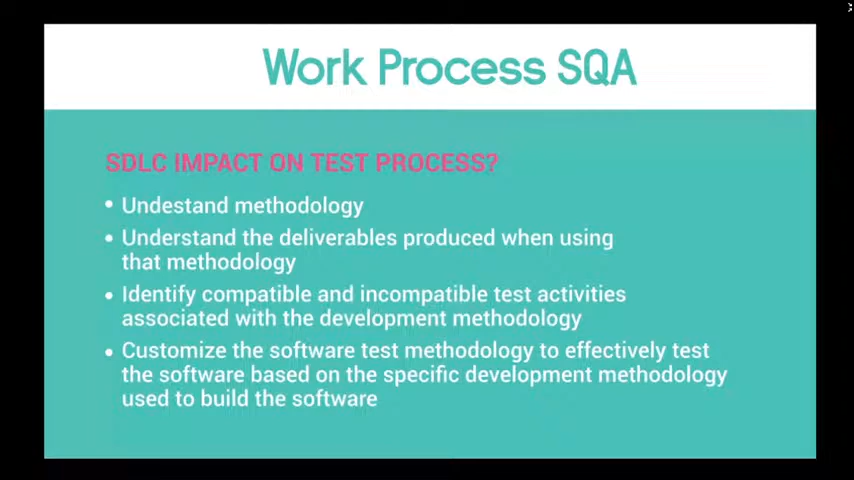 Work Process SQA
SDLC IMPACT ON TEST PROCESS?
• Undestand methodology
• Understand the deliverables produced when using
that methodology
• Identify compatible and incompatible test activities
associated with the development methodology
• Customize the software test methodology to effectively test
the software based on the specific development methodology
used to build the software